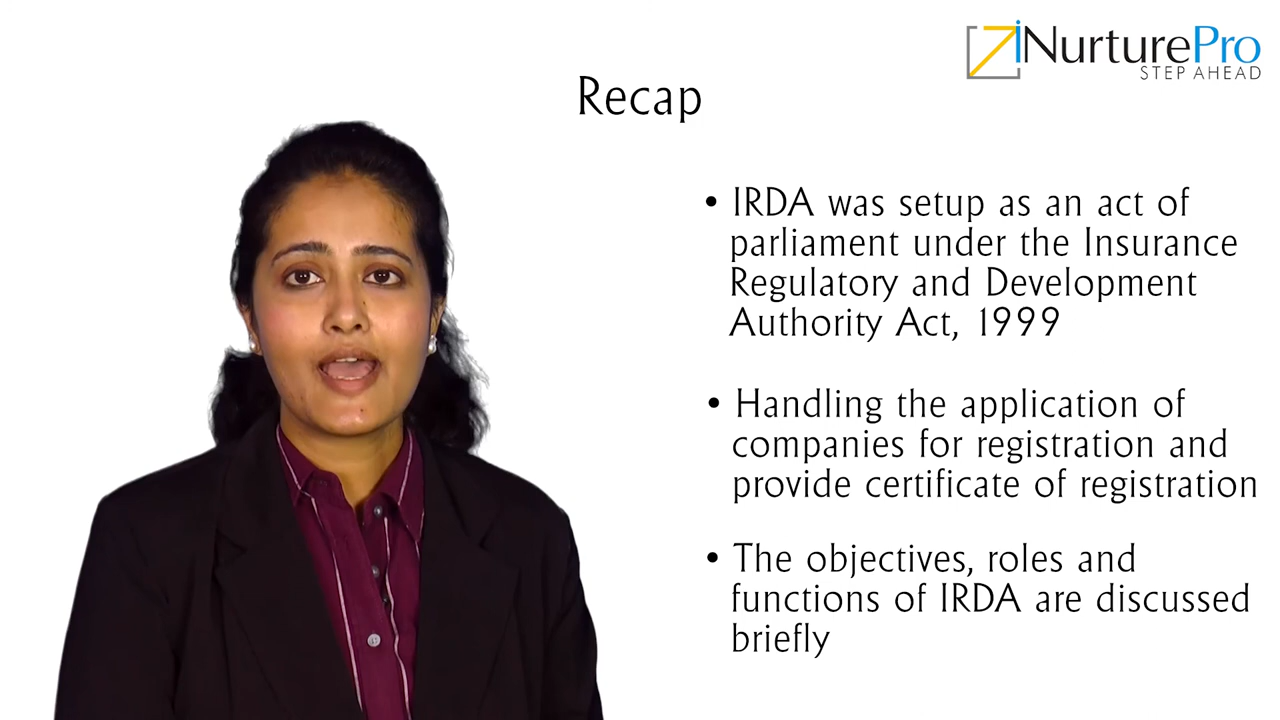 iNurturePro
STEP AHEAD
Recap
• IRDA was setup as an act of
parliament under the Insurance
Regulatory and Development
Authority Act, 1999
• Handling the application of
companies for registration and
provide certificate of registration
• The objectives, roles and
functions of IRDA are discussed
briefly